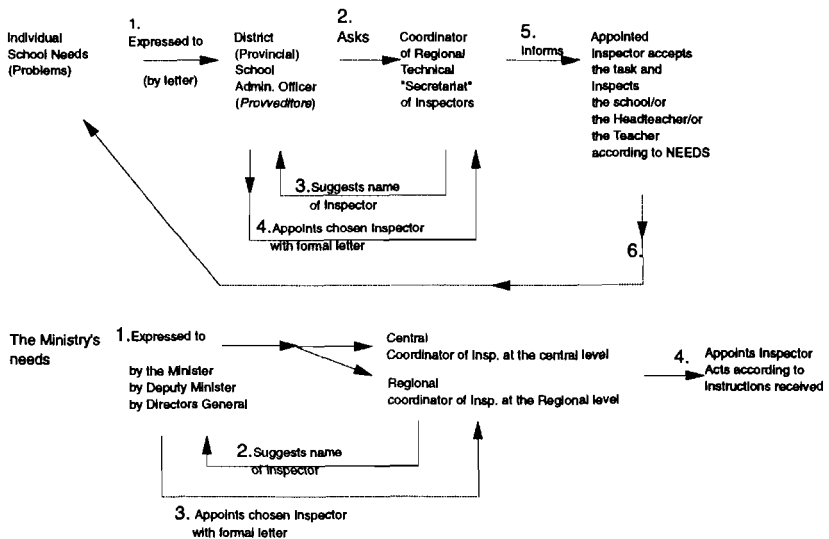 Individual
School Needs
(Problems)
1.
Expressed to
(by letter)
District
(Provincial)
School
Admin. Officer
(Provveditore)
2.
Asks
Coordinator
of Regional
Technical
"Secretariat"
of Inspectors
5.
Informs
Appointed
Inspector accepts
the task and
Inspects
the school/or
the Headteacher/or
the Teacher
according to NEEDS
3.Suggests name
of Inspector
4.Appoints chosen Inspector
with formal letter
6.
The Ministry's
needs
1.Expressed to
by the Minister
by Deputy Minister
by Directors General
Central
Coordinator of Insp. at the central level
Regional
coordinator of Insp. at the Regional level
4.
Appoints Inspector
Acts according to
Instructions received
2.Suggests name
of Inspector
3. Appoints chosen Inspector
with formal letter